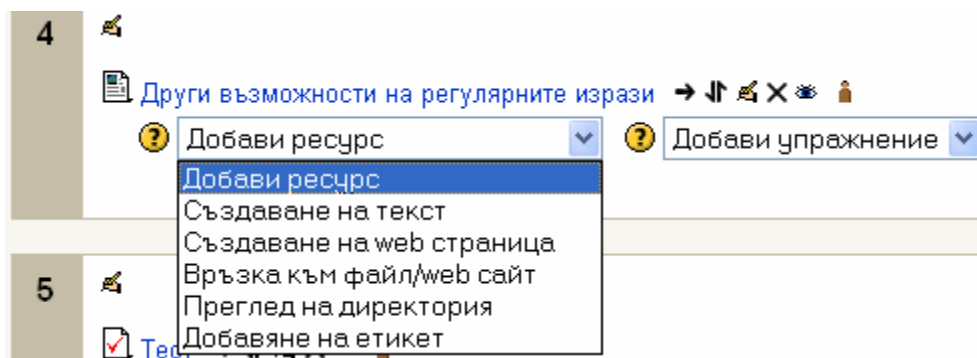 4
Други възможности на регулярните изрази
Добави ресурс
Добави упражнение
Добави ресурс
Създаване на текст
Създаване на web страница
Връзка към файл/web сайт
Преглед на директория
Добавяне на етикет
5